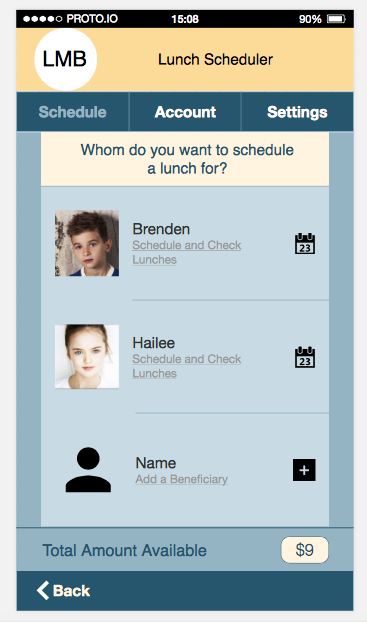 PROTO.IO 15:08 90%
LMB Lunch Scheduler
Schedule Account Settings
Whom do you want to schedule
a lunch for?
Brenden
Schedule and Check
Lunches
23
Hailee
Schedule and Check
Lunches
23
Name
Add a Beneficiary
+
Total Amount Available $9
Back